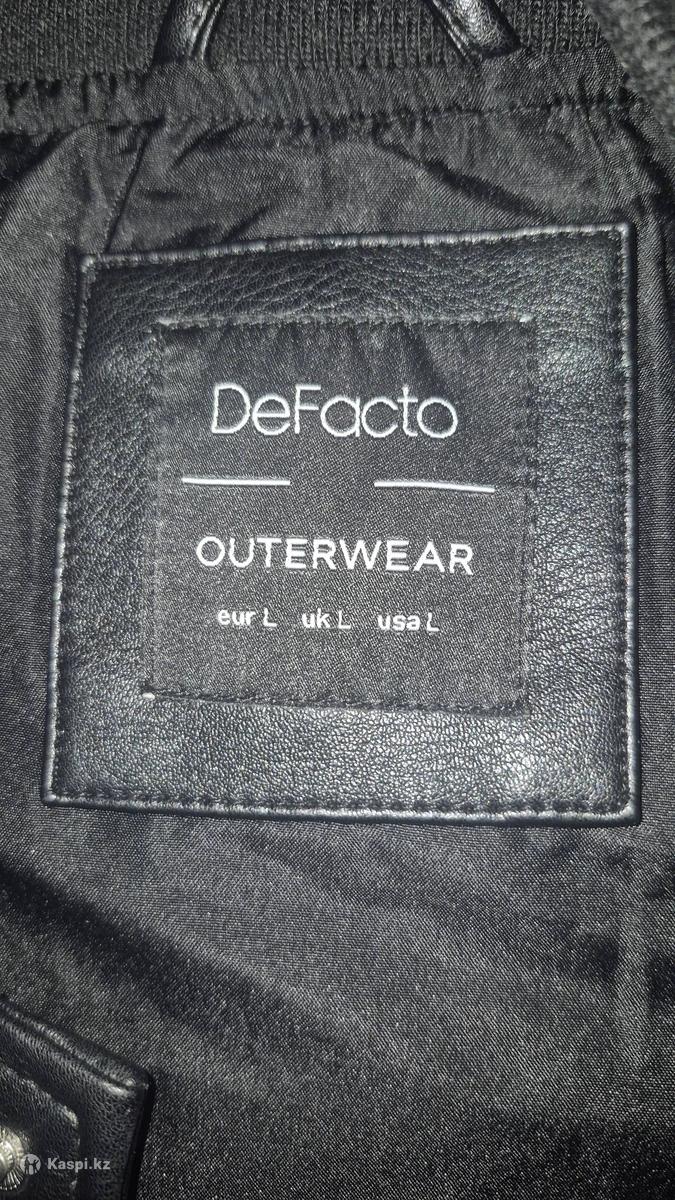 DeFacto
OUTERWEAR
eur L uk L usa L
Kaspi.kz